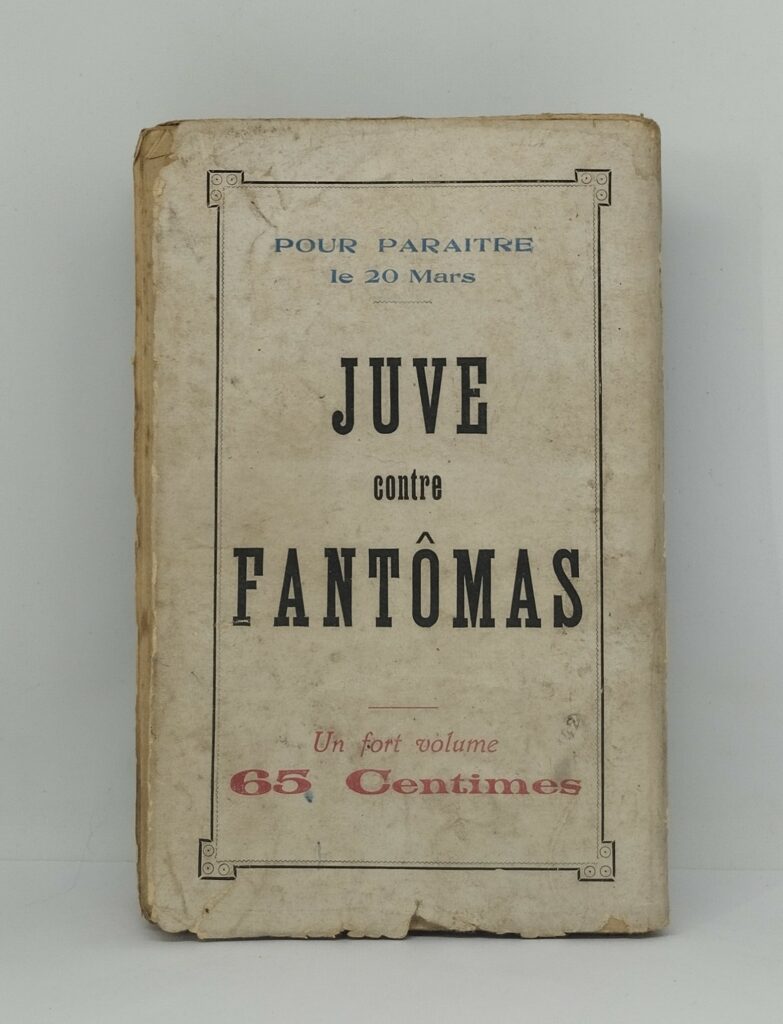 POUR PARAITRE
le 20 Mars
JUVE
contre
FANTÔMAS
Un fort volume
65 Centimes